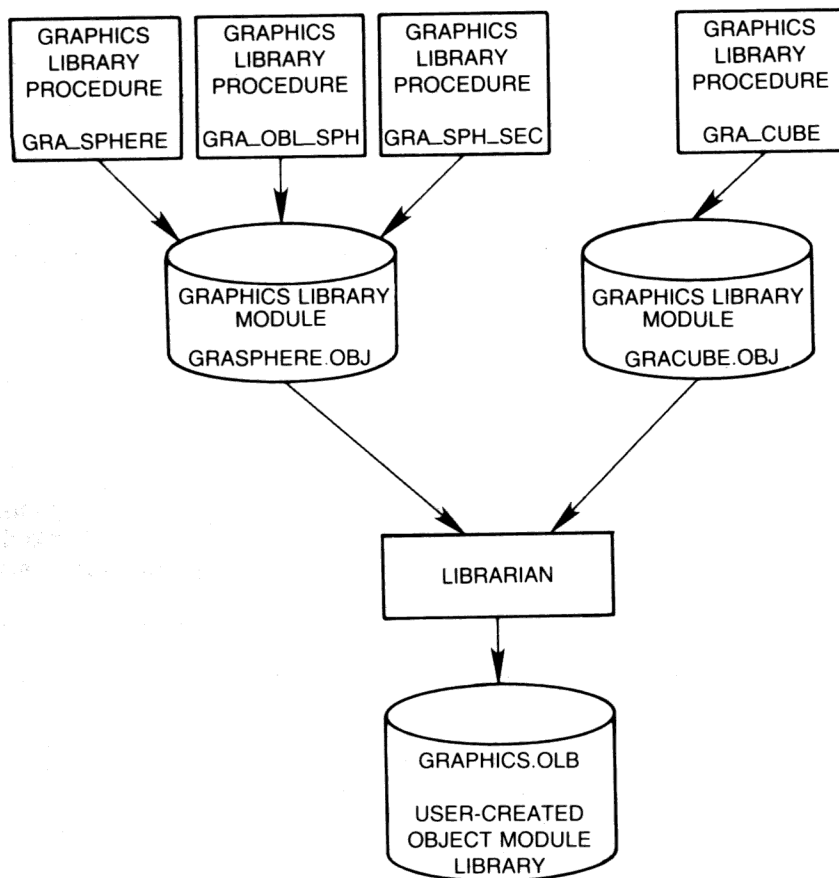 GRAPHICS
LIBRARY
PROCEDURE
GRA_SPHERE
GRAPHICS
LIBRARY
PROCEDURE
GRA_OBL_SPH
GRAPHICS
LIBRARY
PROCEDURE
GRA_SPH_SEC
GRAPHICS
LIBRARY
PROCEDURE
GRA_CUBE
GRAPHICS LIBRARY
MODULE
GRASPHERE.OBJ
GRAPHICS LIBRARY
MODULE
GRACUBE.OBJ
LIBRARIAN
GRAPHICS.OLB
USER-CREATED
OBJECT MODULE
LIBRARY